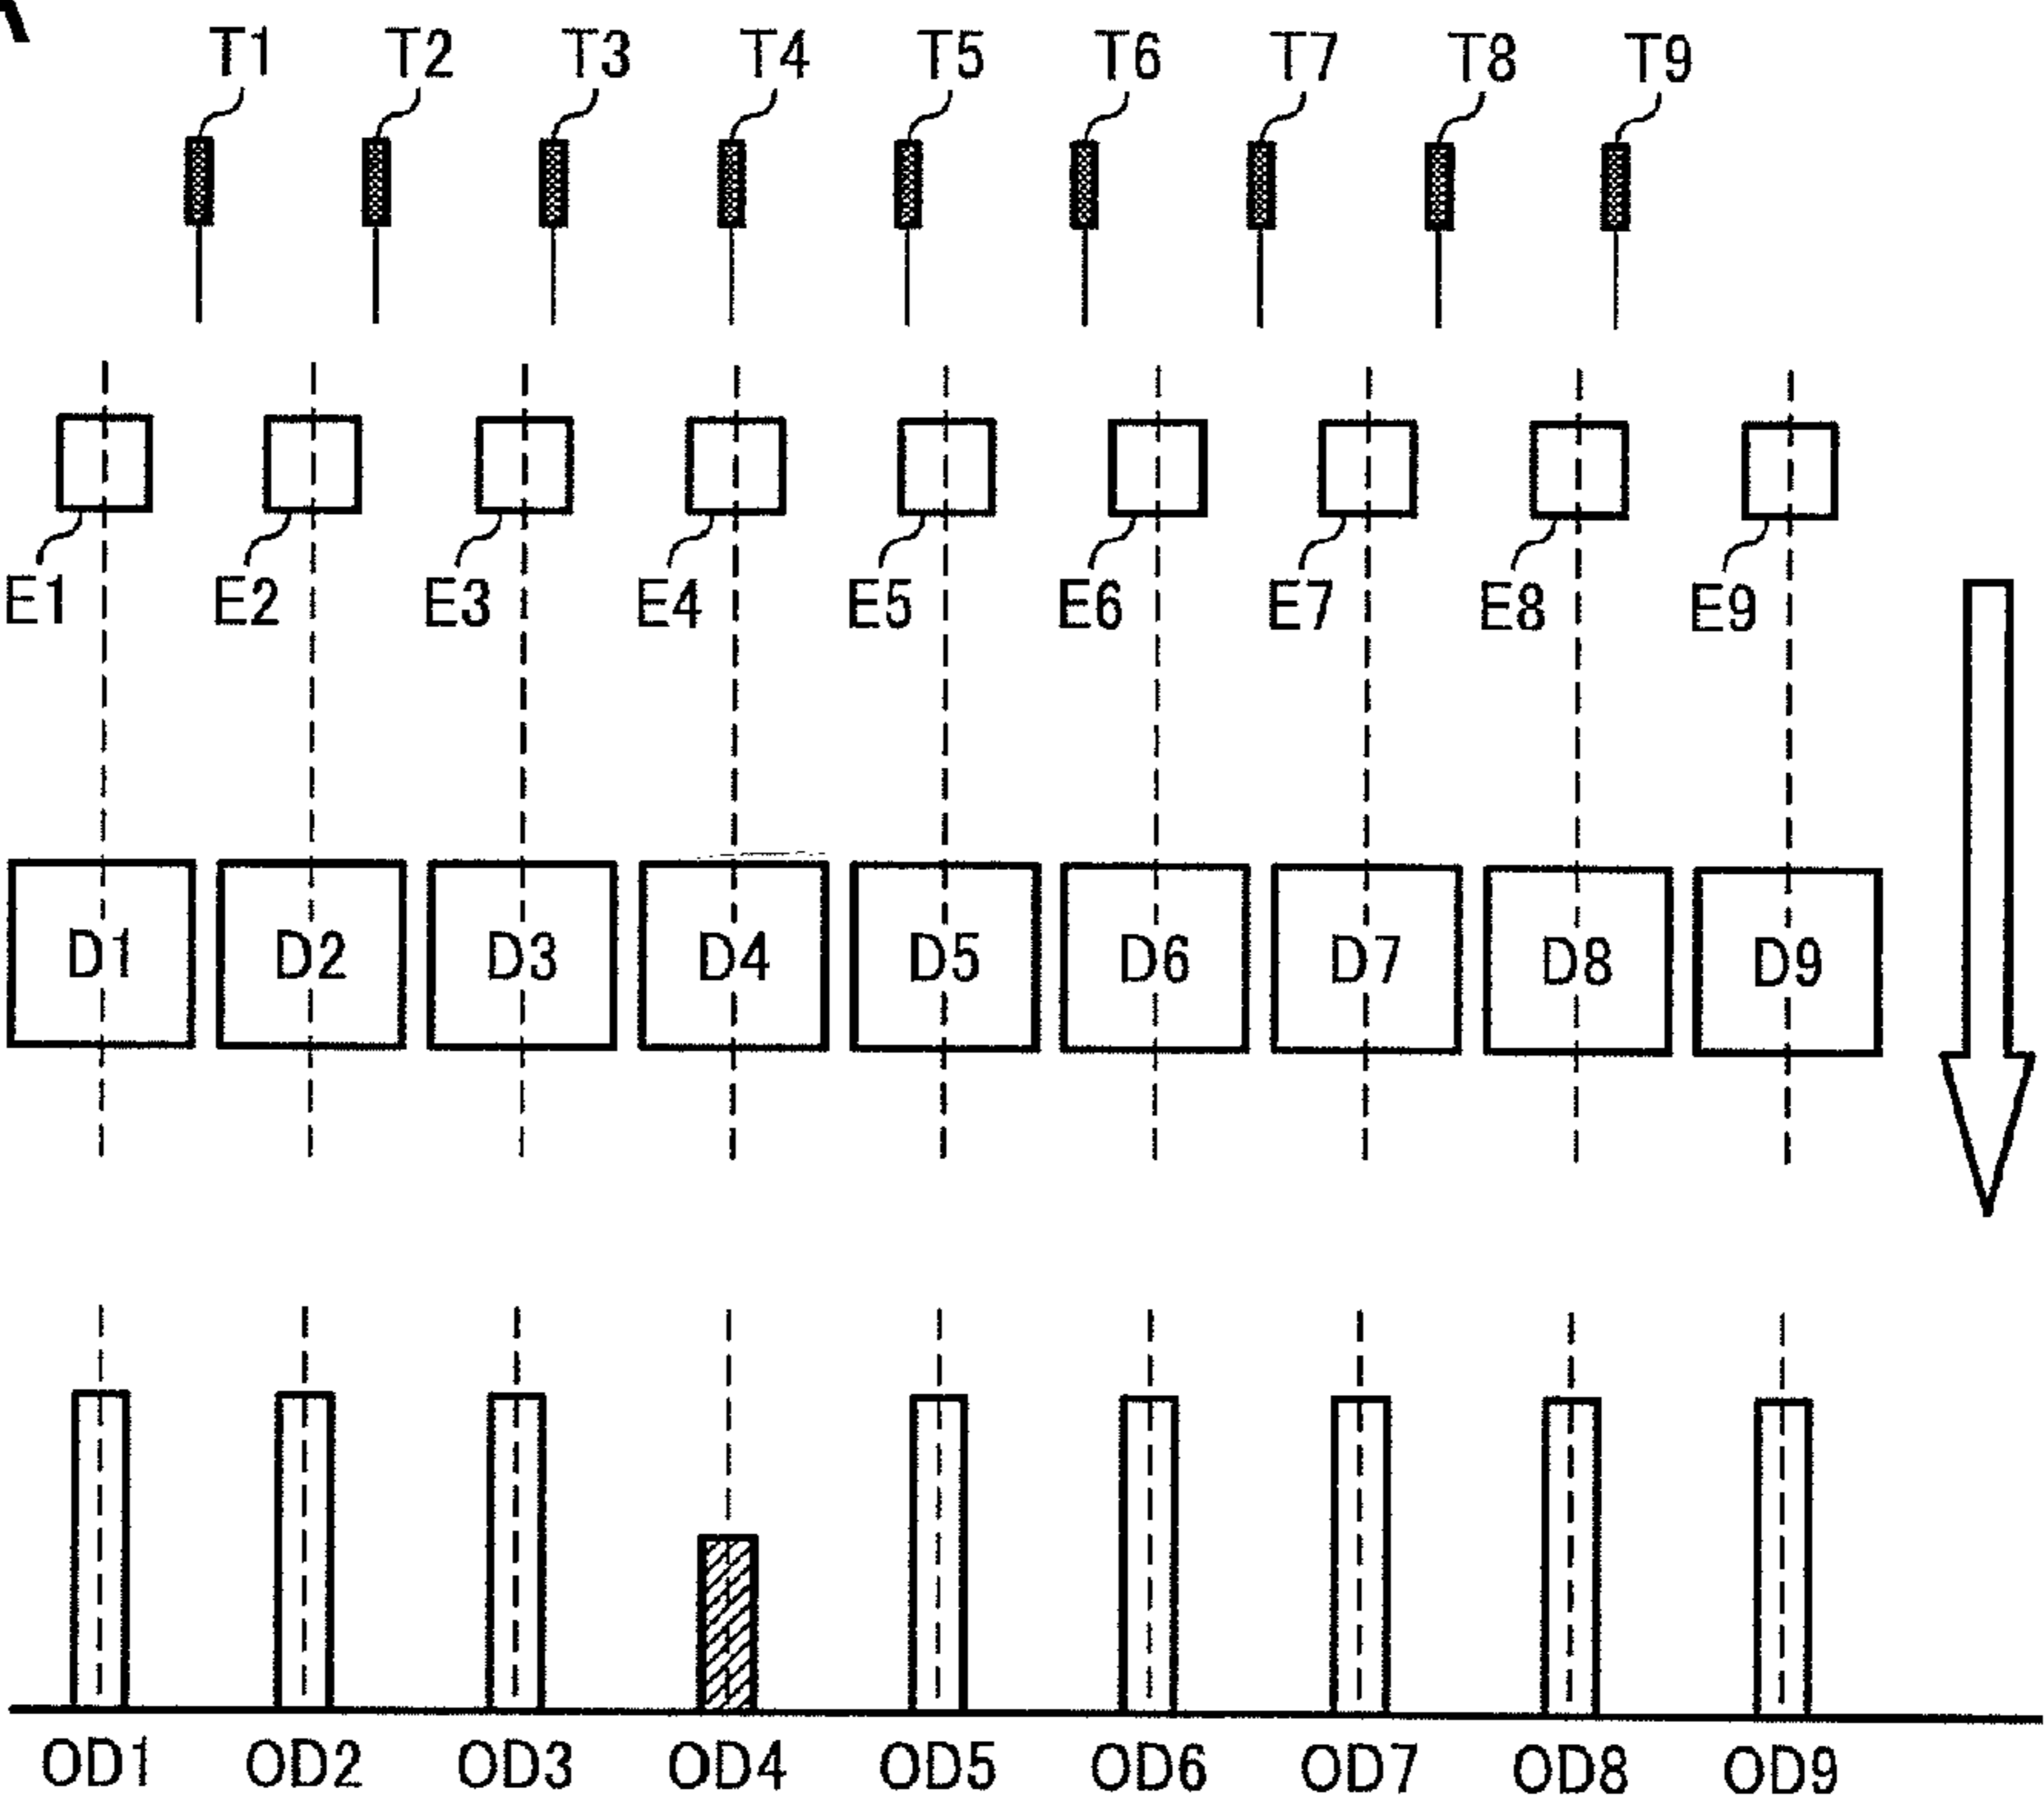 T1 T2 T3 T4 T5 T6 T7 T8 T9
E1 E2 E3 E4 E5 E6 E7 E8 E9
D1 D2 D3 D4 D5 D6 D7 D8 D9
OD1 OD2 OD3 OD4 OD5 OD6 OD7 OD8 OD9